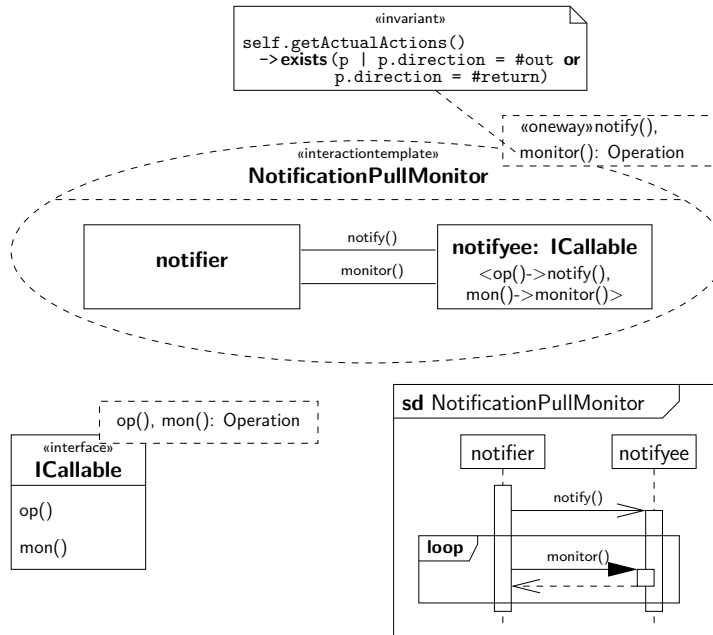 «invariant»
self.getActualActions()
->exists(p | p.direction = #out or
p.direction = #return)
«oneway»notify(),
monitor(): Operation
«interactiontemplate»
NotificationPullMonitor
notifier
notify()
monitor()
notifyee: ICallable
<op()->notify(),
mon()->monitor()>
op(), mon(): Operation
«interface»
ICallable
op()
mon()
sd NotificationPullMonitor
notifier
notifyee
notify()
loop
monitor()